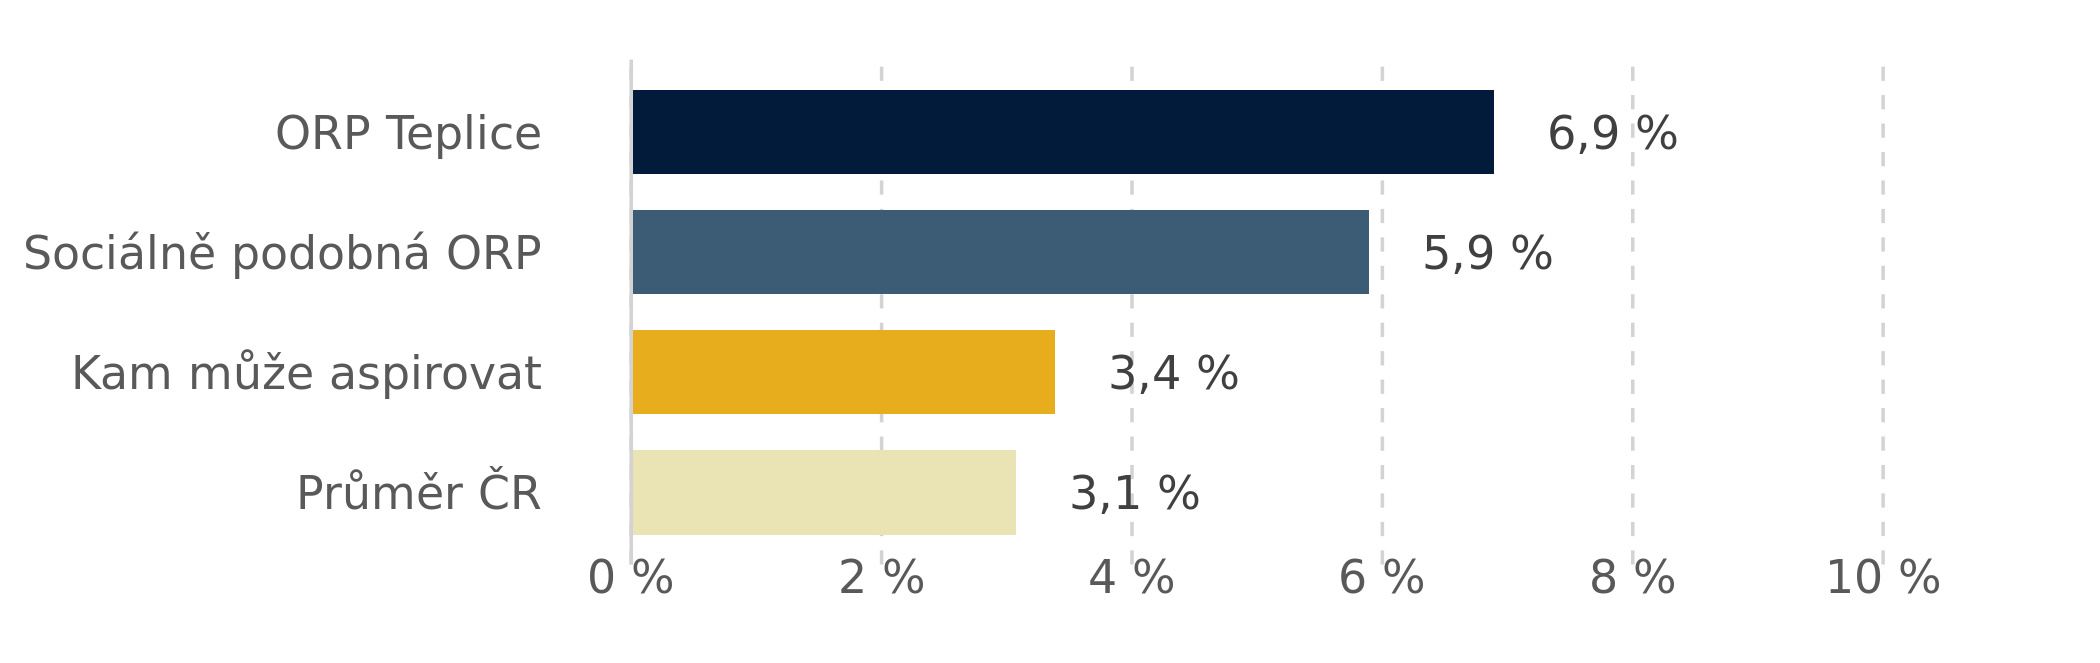 ORP Teplice
6,9 %
Sociálně podobná ORP
5,9 %
Kam může aspirovat
3,4 %
Průměr ČR
3,1 %
0 % 2 % 4 % 6 % 8 % 10 %